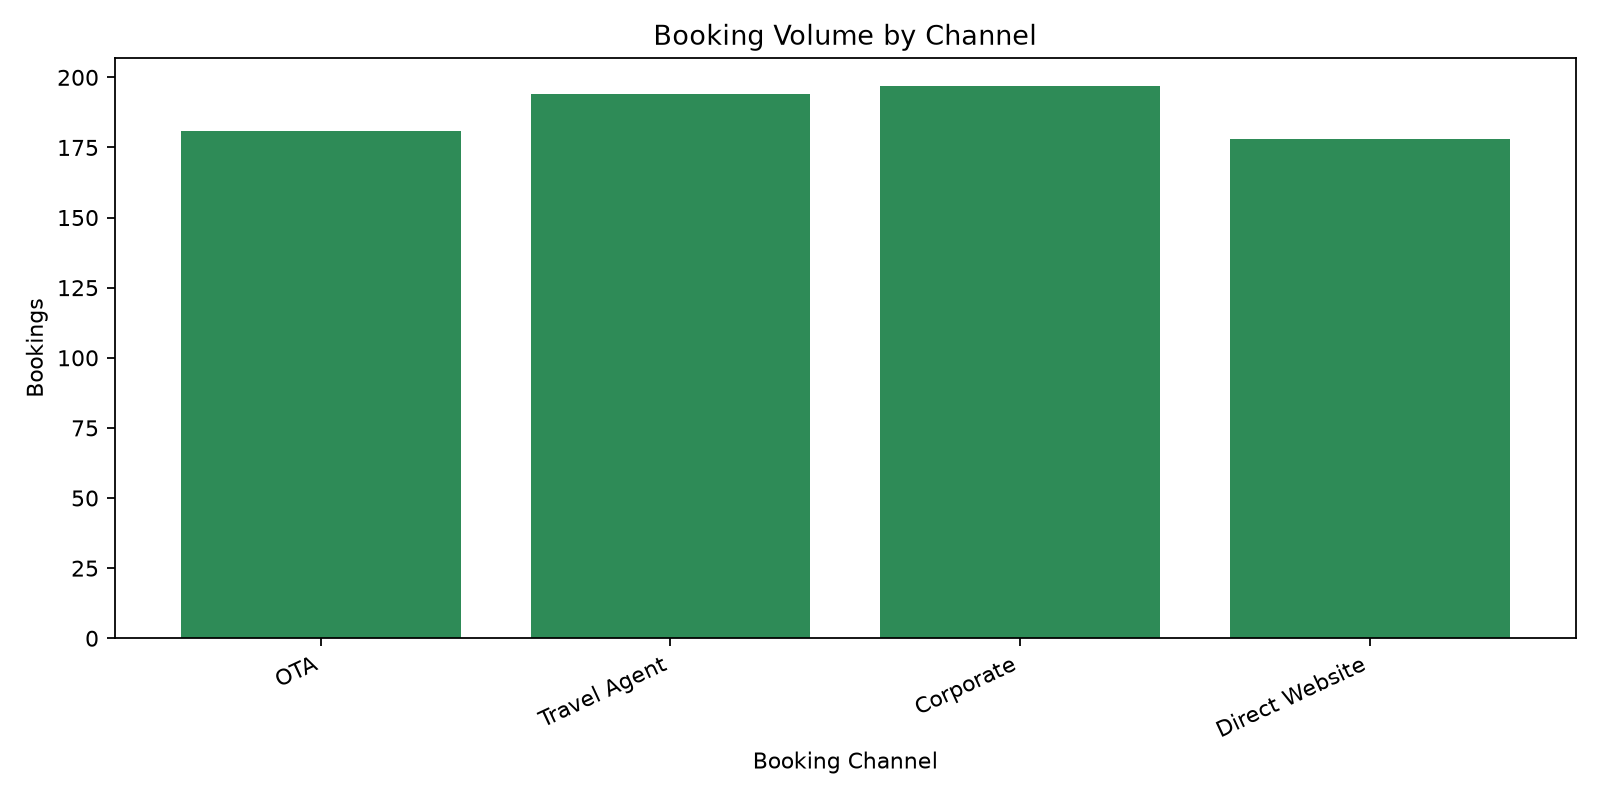 Booking Volume by Channel
Bookings
200
175
150
125
100
75
50
25
0
OTA
Travel Agent
Corporate
Direct Website
Booking Channel